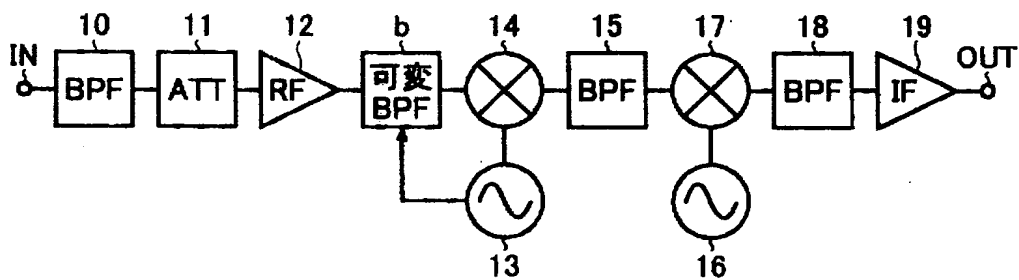 10 11 12 b 14 15 17 18 19
IN BPF ATT RF 可変 BPF BPF BPF IF OUT
13 16